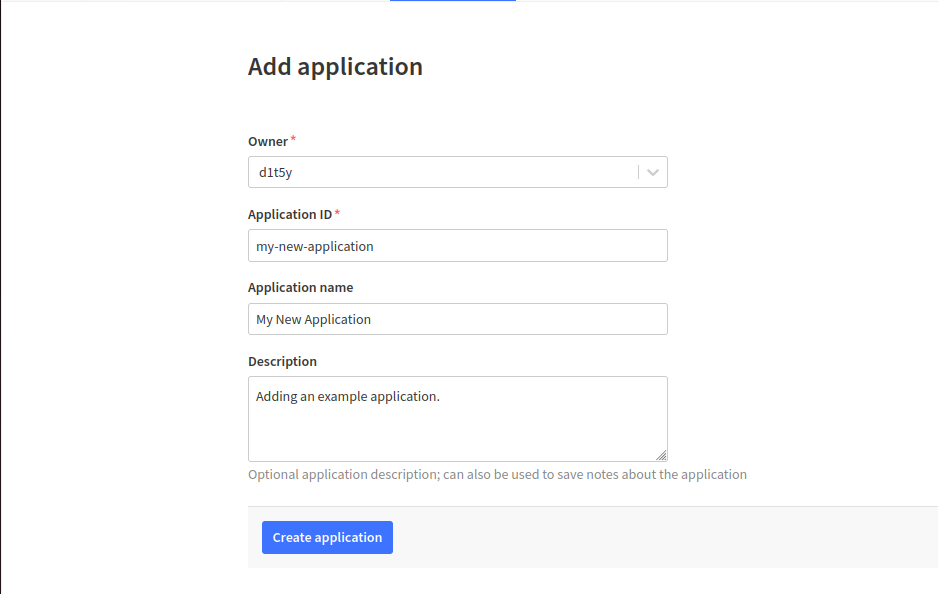 Add application
Owner *
d1t5y
Application ID *
my-new-application
Application name
My New Application
Description
Adding an example application.
Optional application description; can also be used to save notes about the application
Create application